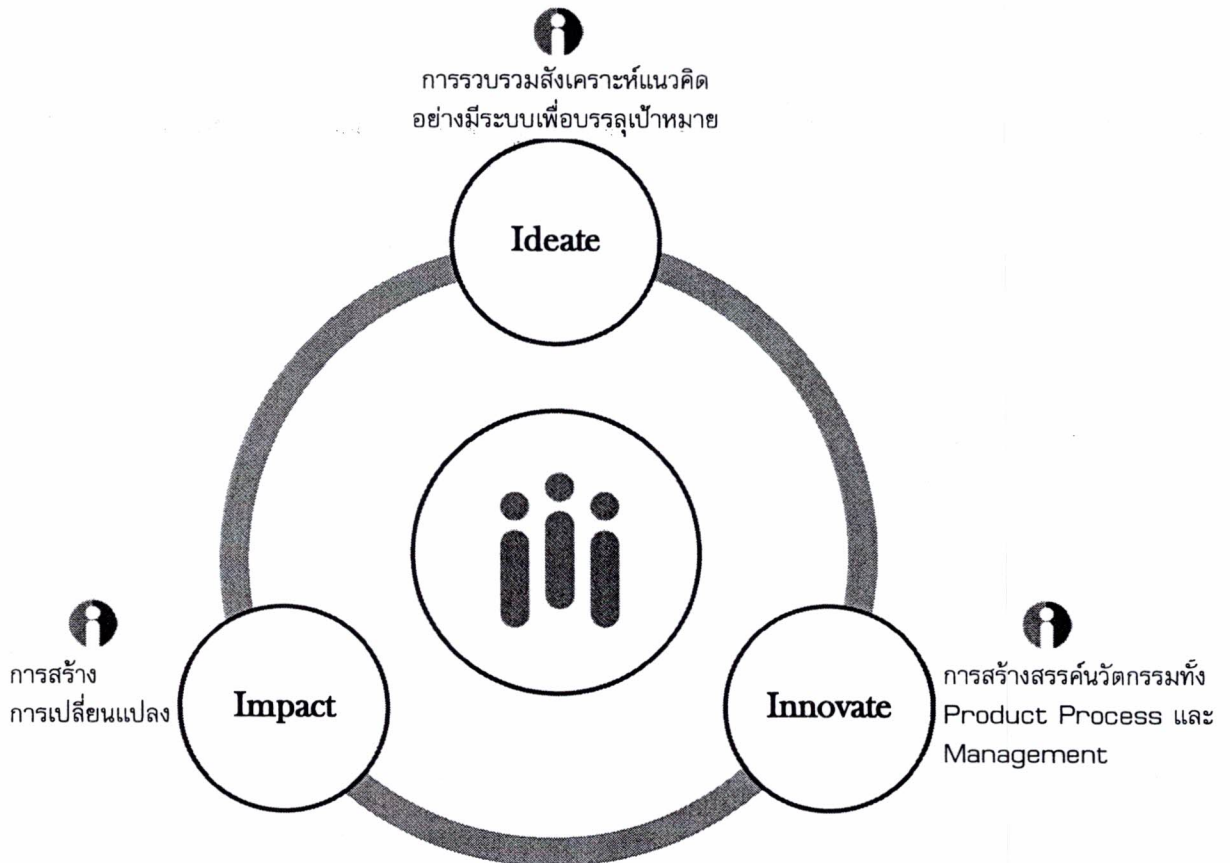 การรวบรวมสังเคราะห์แนวคิด
อย่างมีระบบเพื่อบรรลุเป้าหมาย
Ideate
การสร้าง
การเปลี่ยนแปลง
Impact
Innovate
การสร้างสรรค์นวัตกรรมทั้ง
Product Process และ
Management